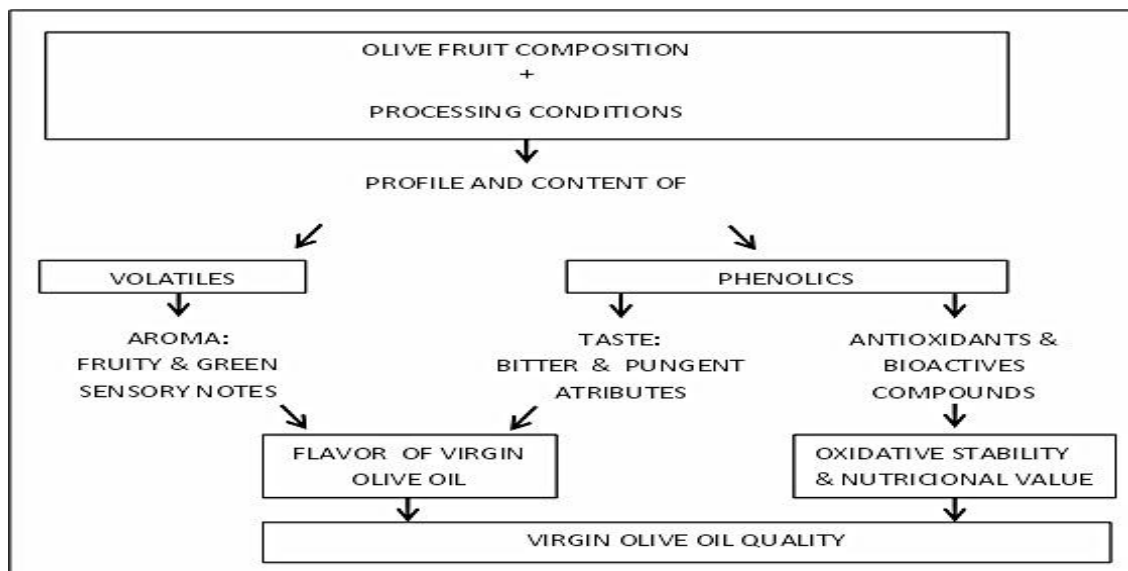 OLIVE FRUIT COMPOSITION
+
PROCESSING CONDITIONS
PROFILE AND CONTENT OF
VOLATILES
PHENOLICS
AROMA:
FRUITY & GREEN
SENSORY NOTES
TASTE:
BITTER & PUNGENT
ATRIBUTES
ANTIOXIDANTS &
BIOACTIVES
COMPOUNDS
FLAVOR OF VIRGIN
OLIVE OIL
OXIDATIVE STABILITY
& NUTRICIONAL VALUE
VIRGIN OLIVE OIL QUALITY